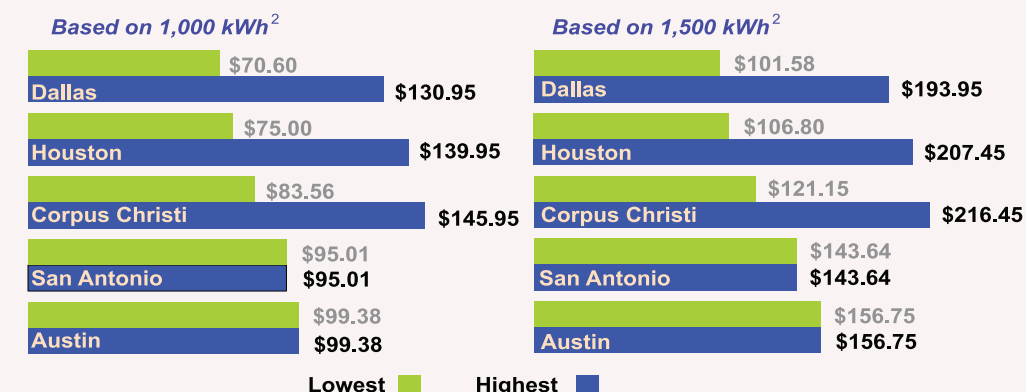 Based on 1,000 kWh2
$70.60
Dallas
$130.95
$75.00
Houston
$139.95
$83.56
Corpus Christi
$145.95
$95.01
San Antonio
$95.01
$99.38
Austin
$99.38
Based on 1,500 kWh2
$101.58
Dallas
$193.95
$106.80
Houston
$207.45
$121.15
Corpus Christi
$216.45
$143.64
San Antonio
$143.64
$156.75
Austin
$156.75
Lowest Highest